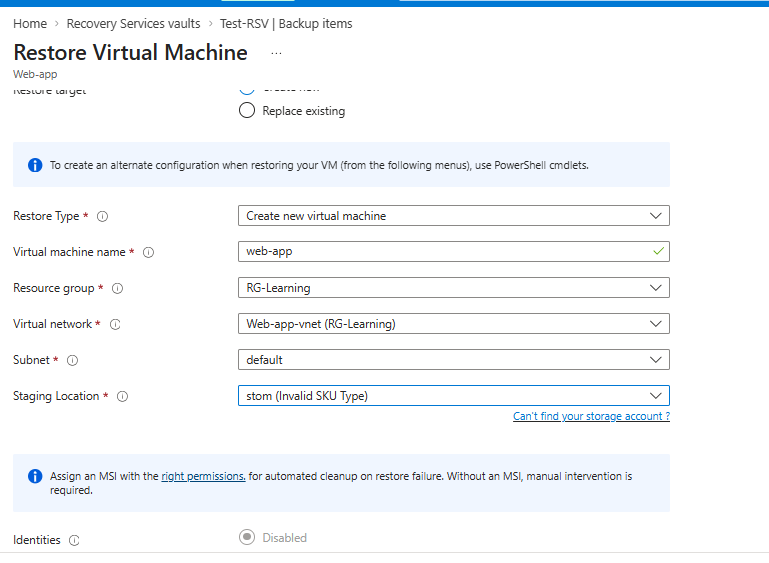 Home > Recovery Services vaults > Test-RSV | Backup items
Restore Virtual Machine ...
Web-app
Restore target
Create new
Replace existing
To create an alternate configuration when restoring your VM (from the following menus), use PowerShell cmdlets.
Restore Type * Create new virtual machine
Virtual machine name * web-app
Resource group * RG-Learning
Virtual network * Web-app-vnet (RG-Learning)
Subnet * default
Staging Location * stom (Invalid SKU Type)
Can't find your storage account ?
Assign an MSI with the right permissions, for automated cleanup on restore failure. Without an MSI, manual intervention is
required.
Identities Disabled